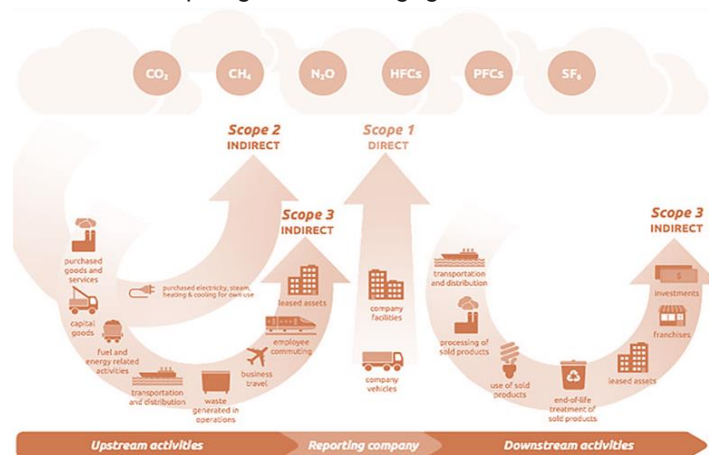 CO₂ CH₄ N₂O HFCs PFCs SF₆
Scope 2
INDIRECT
Scope 1
DIRECT
Scope 3
INDIRECT
Scope 3
INDIRECT
purchased
goods and
services
capital
goods
fuel and
energy related
activities
transportation
and distribution
waste
generated in
operations
business
travel
employee
commuting
leased assets
purchased electricity, steam,
heating & cooling for own use
company
facilities
company
vehicles
transportation
and distribution
processing of
sold products
use of sold
products
end-of-life
treatment of
sold products
leased assets
franchises
$
investments
Upstream activities
Reporting company
Downstream activities